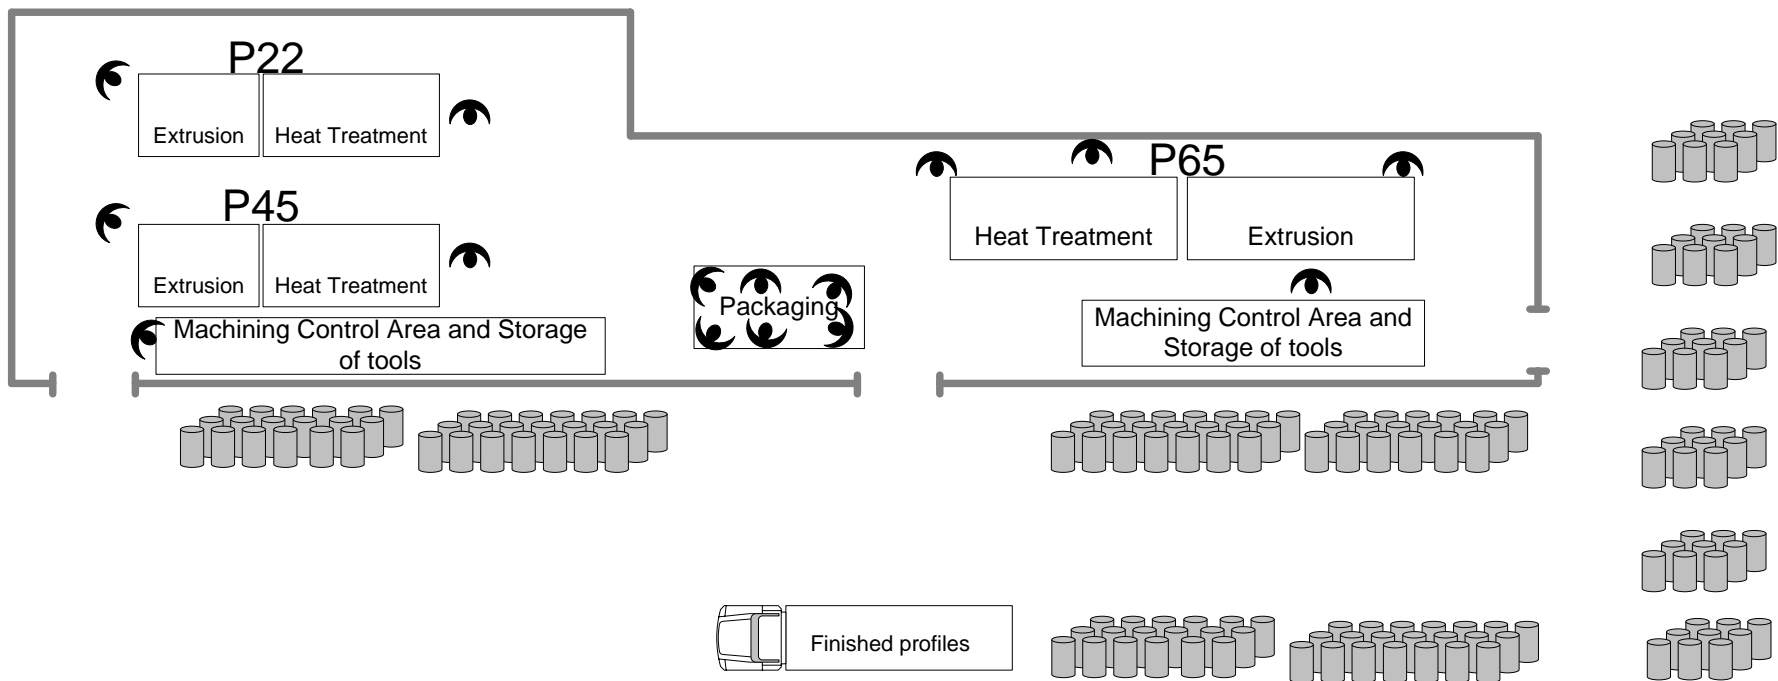 P22
Extrusion
Heat Treatment
P45
Extrusion
Heat Treatment
Machining Control Area and Storage
of tools
Packaging
P65
Heat Treatment
Extrusion
Machining Control Area and
Storage of tools
Finished profiles